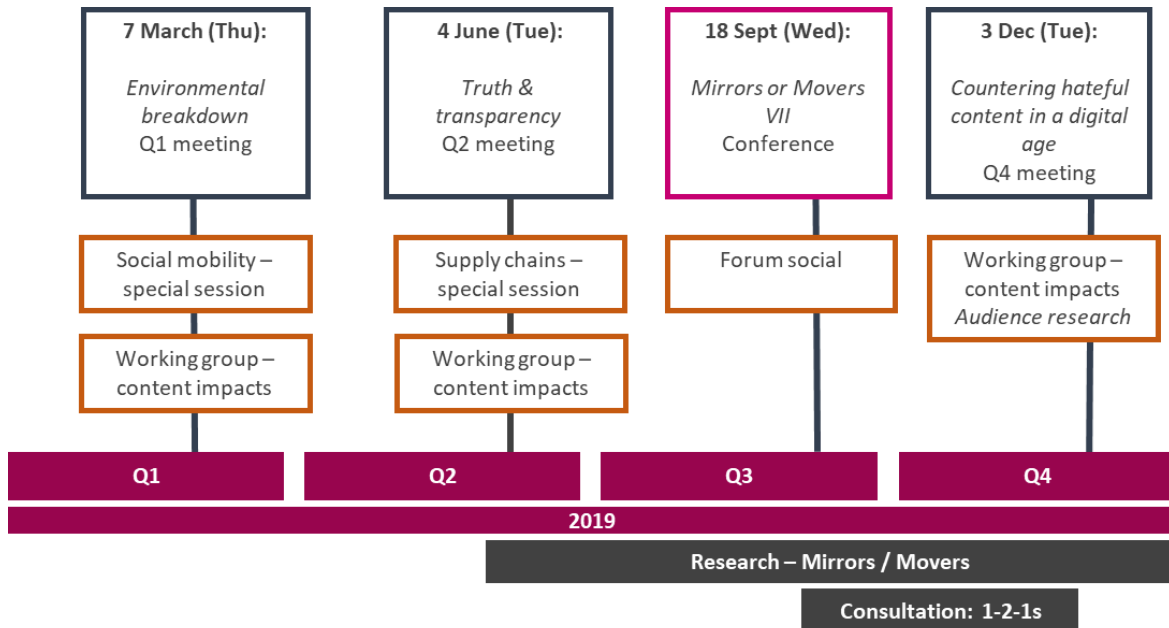 7 March (Thu):
Environmental
breakdown
Q1 meeting
4 June (Tue):
Truth &
transparency
Q2 meeting
18 Sept (Wed):
Mirrors or Movers
VII
Conference
3 Dec (Tue):
Countering hateful
content in a digital
age
Q4 meeting
Social mobility –
special session
Supply chains –
special session
Forum social
Working group –
content impacts
Audience research
Working group –
content impacts
Working group –
content impacts
Q1
Q2
Q3
Q4
2019
Research – Mirrors / Movers
Consultation: 1-2-1s